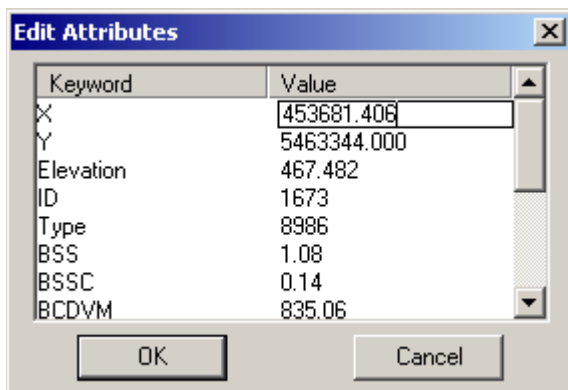 Edit Attributes
Keyword Value
X 453681.406
Y 5463344.000
Elevation 467.482
ID 1673
Type 8986
BSS 1.08
BSSC 0.14
BCDVM 835.06
OK Cancel